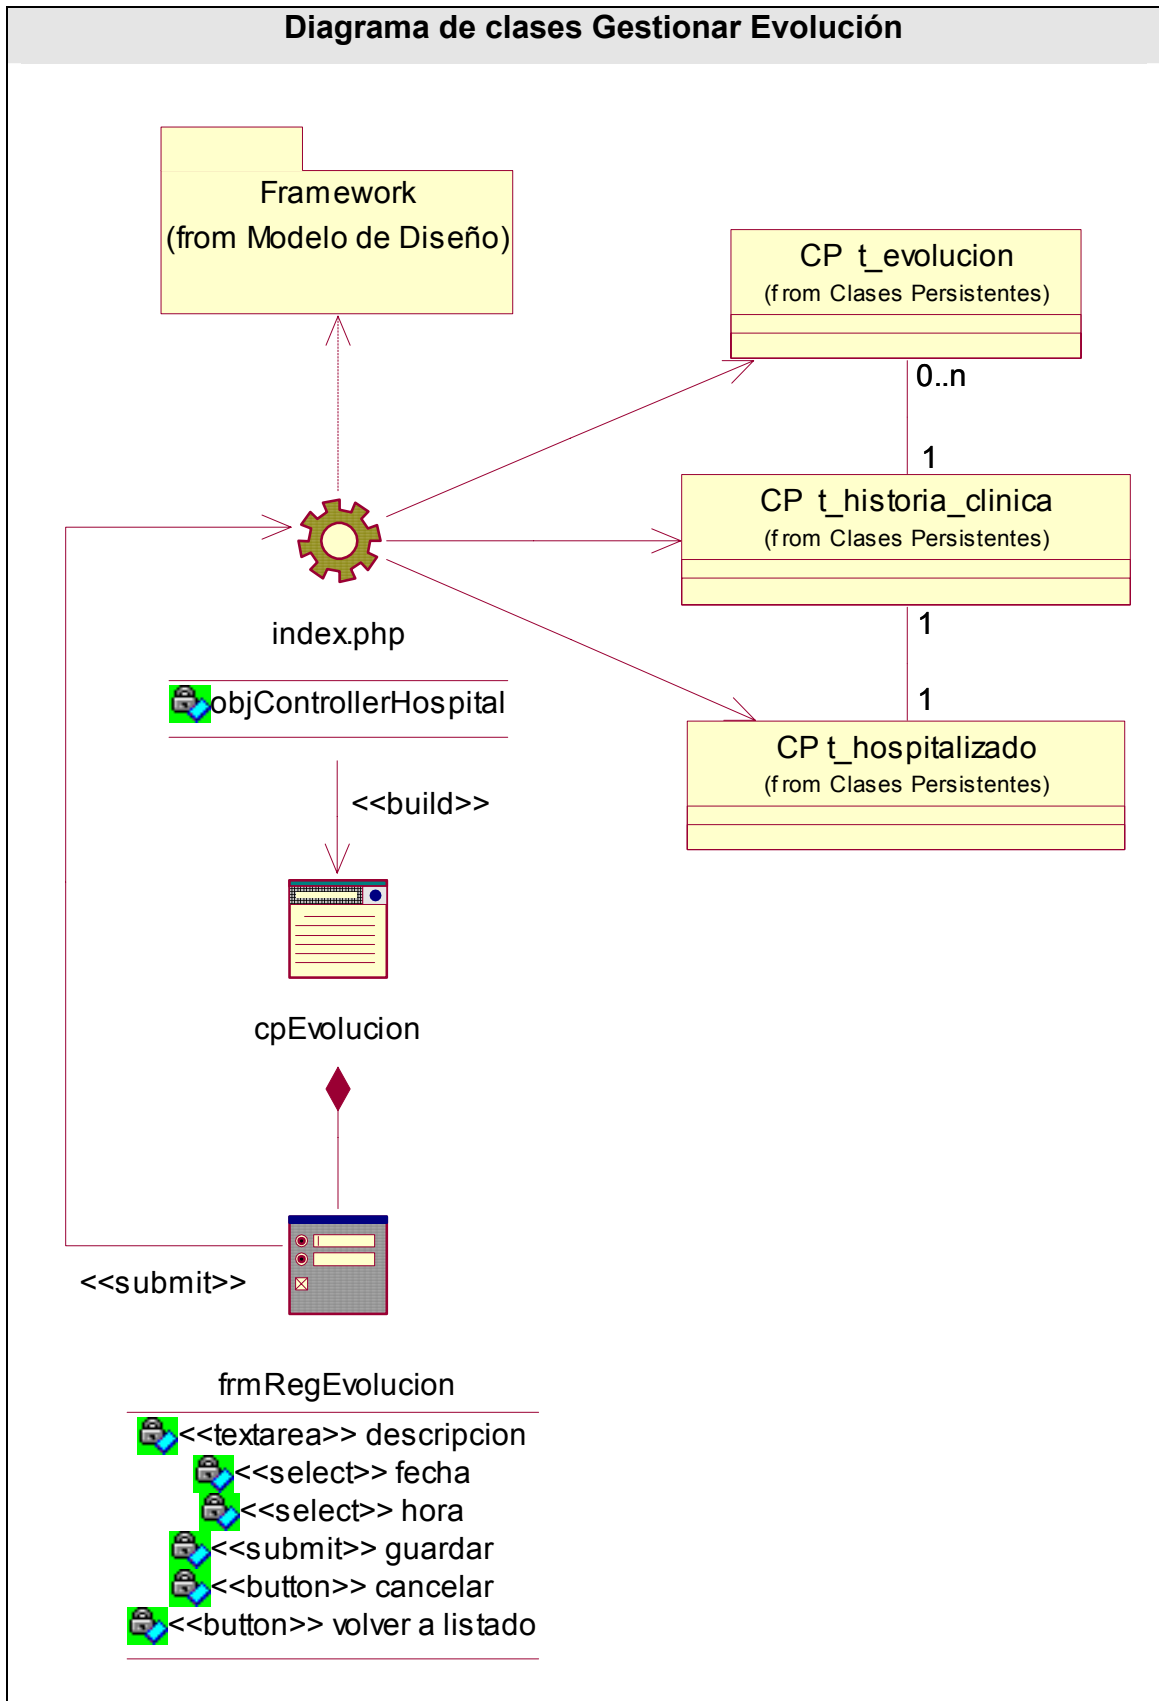 Diagrama de clases Gestionar Evolución
Framework
(from Modelo de Diseño)
CP t_evolucion
(from Clases Persistentes)
0..n
1
CP t_historia_clinica
(from Clases Persistentes)
1
1
CP t_hospitalizado
(from Clases Persistentes)
index.php
objControllerHospital
<<build>>
cpEvolucion
<<submit>>
frmRegEvolucion
<<textarea>> descripcion
<<select>> fecha
<<select>> hora
<<submit>> guardar
<<button>> cancelar
<<button>> volver a listado